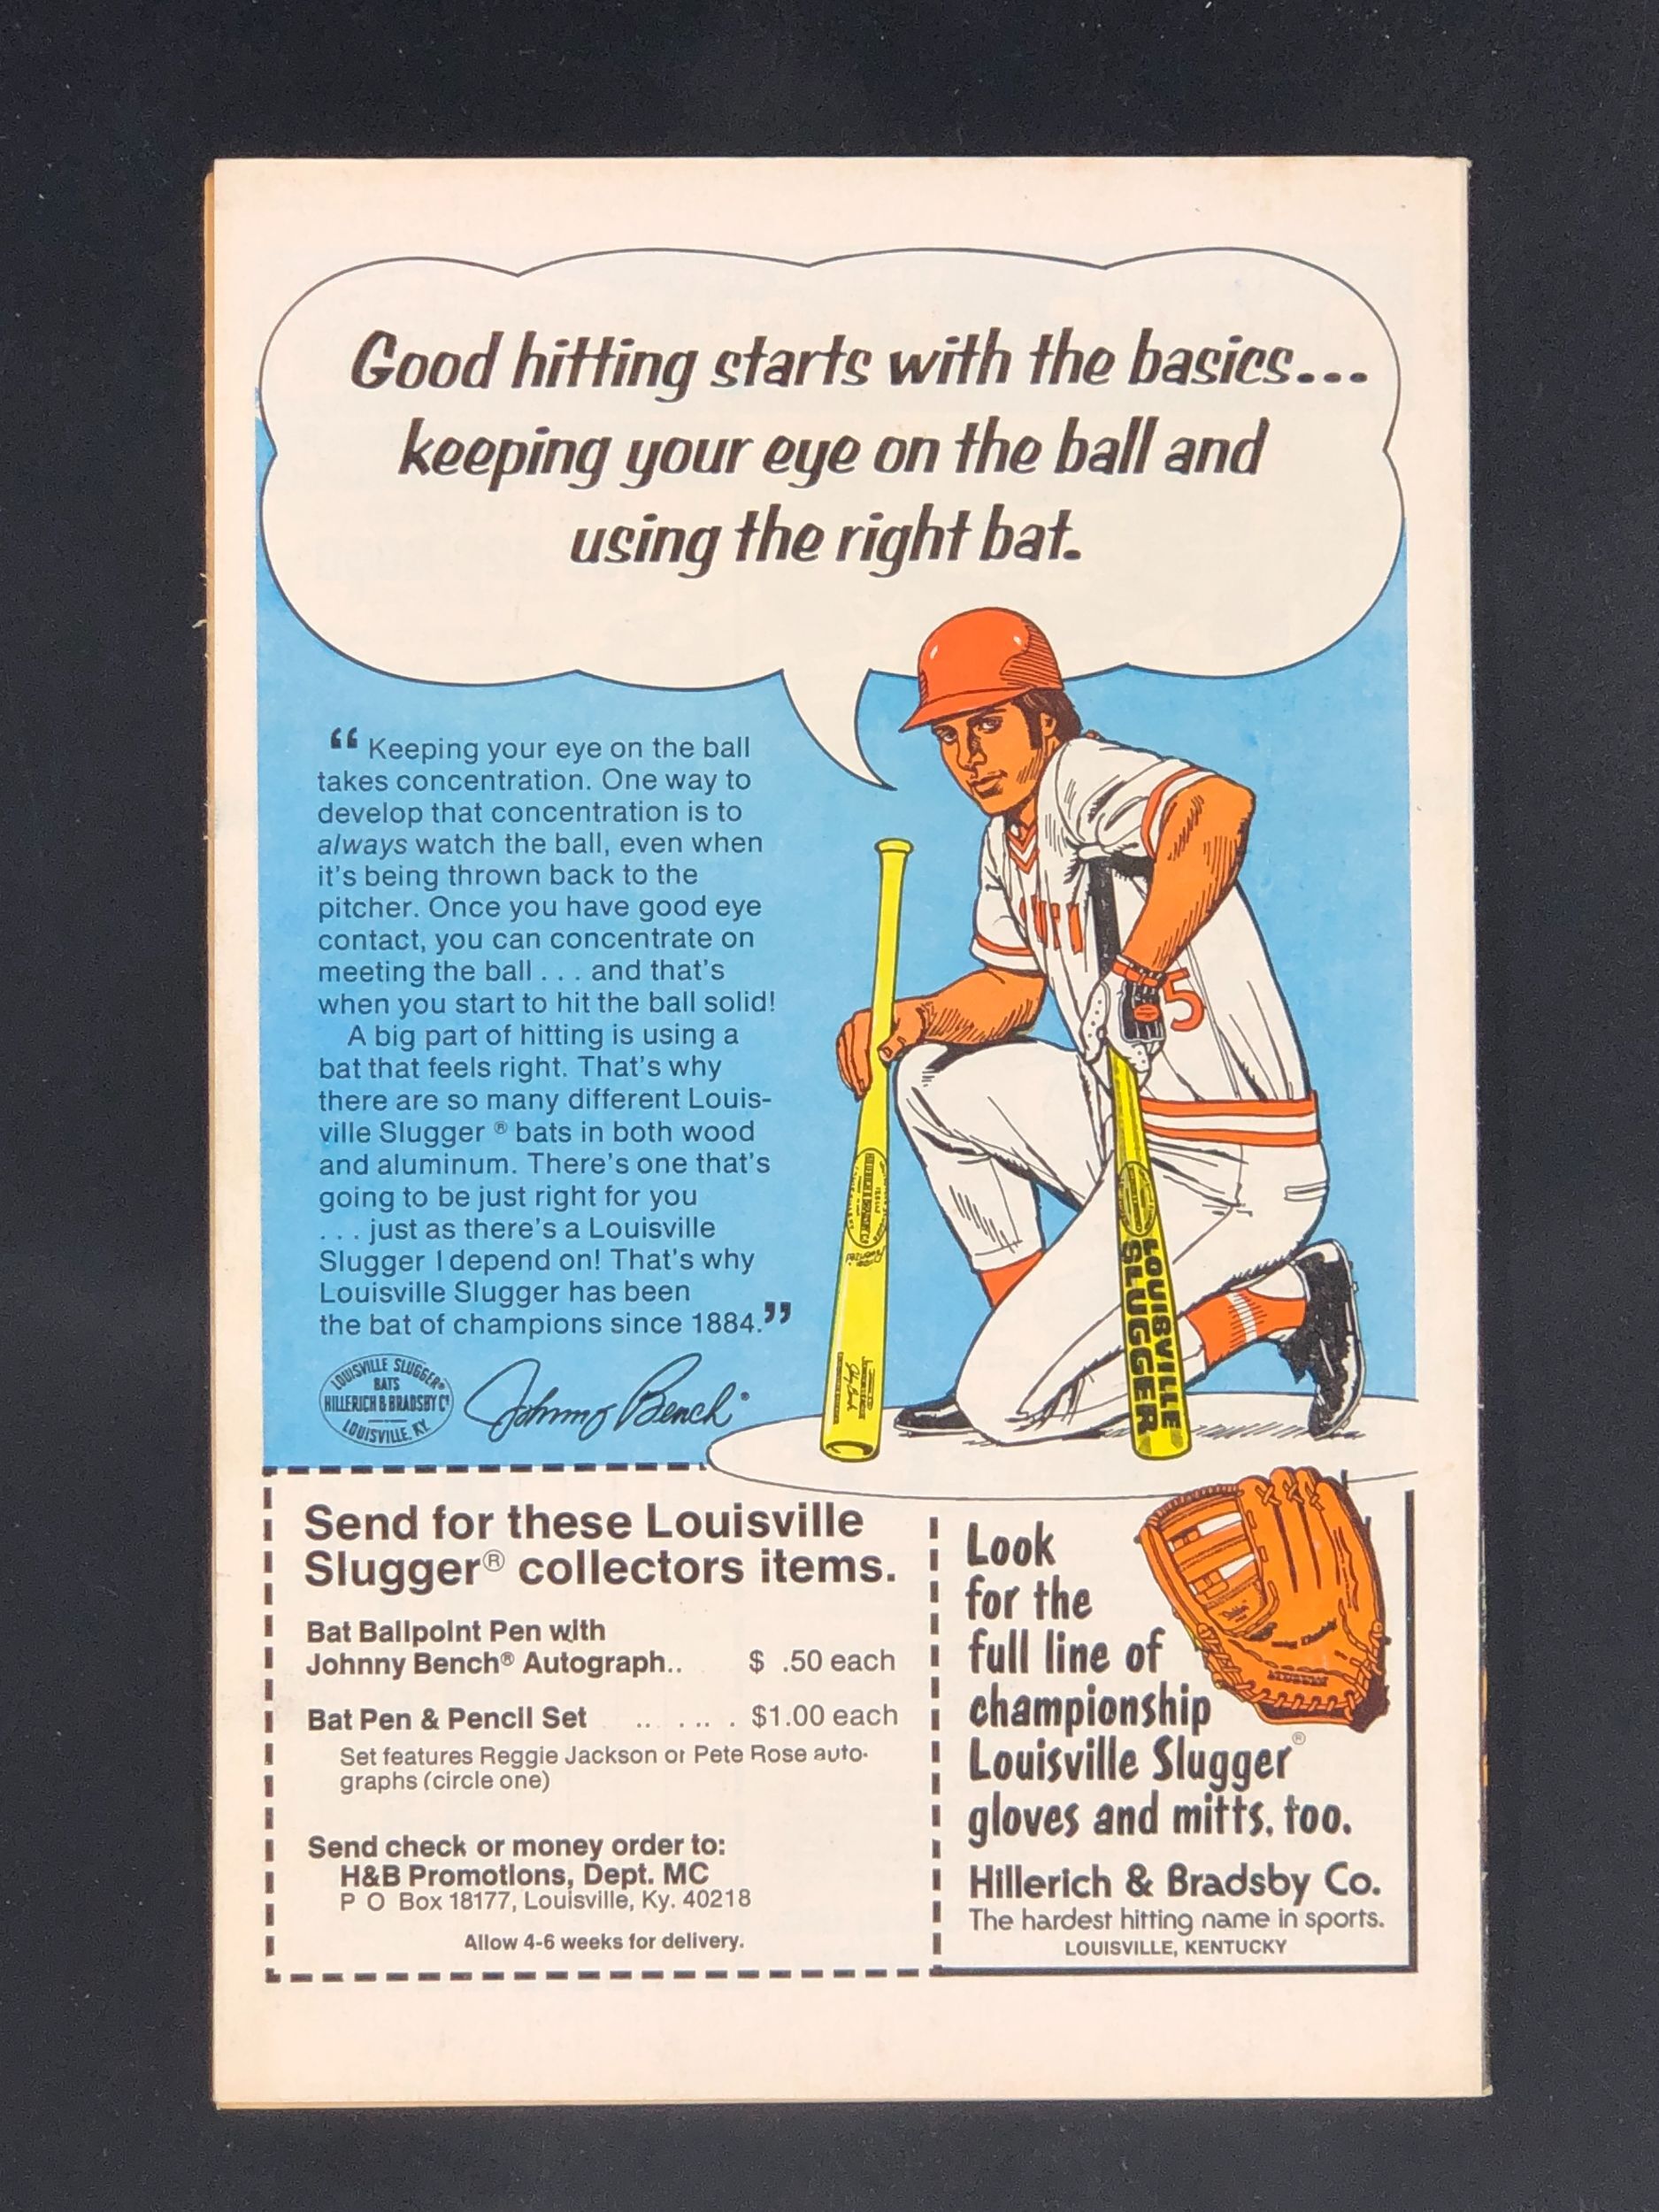 Good hitting starts with the basics...
keeping your eye on the ball and
using the right bat.
“ Keeping your eye on the ball
takes concentration. One way to
develop that concentration is to
always watch the ball, even when
it's being thrown back to the
pitcher. Once you have good eye
contact, you can concentrate on
meeting the ball . . . and that's
when you start to hit the ball solid!
A big part of hitting is using a
bat that feels right. That's why
there are so many different Louis-
ville Slugger ® bats in both wood
and aluminum. There's one that's
going to be just right for you
. . . just as there's a Louisville
Slugger I depend on! That's why
Louisville Slugger has been
the bat of champions since 1884.”
LOUISVILLE SLUGGER®
BATS
HILLERICH & BRADSBY Co
LOUISVILLE, KY.
Johnny Bench®
5
LOUISVILLE
SLUGGER
Send for these Louisville
Slugger® collectors items.
Bat Ballpoint Pen with
Johnny Bench® Autograph.. $ .50 each
Bat Pen & Pencil Set .. . .. . $1.00 each
Set features Reggie Jackson or Pete Rose auto-
graphs (circle one)
Send check or money order to:
H&B Promotions, Dept. MC
P O Box 18177, Louisville, Ky. 40218
Allow 4-6 weeks for delivery.
Look
for the
full line of
championship
Louisville Slugger®
gloves and mitts, too.
Hillerich & Bradsby Co.
The hardest hitting name in sports.
LOUISVILLE, KENTUCKY